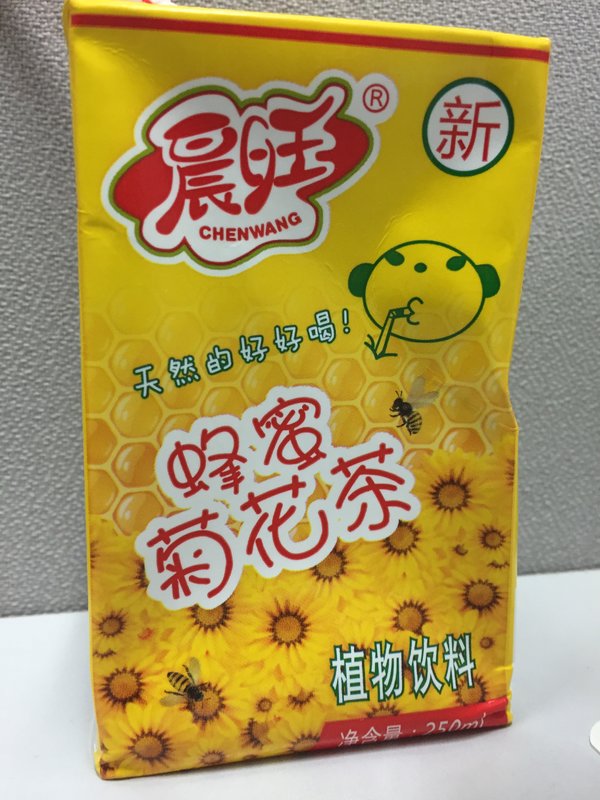 晨旺®
CHENWANG
新
天然的好好喝!
蜂蜜
菊花茶
植物饮料
净含量:250ml